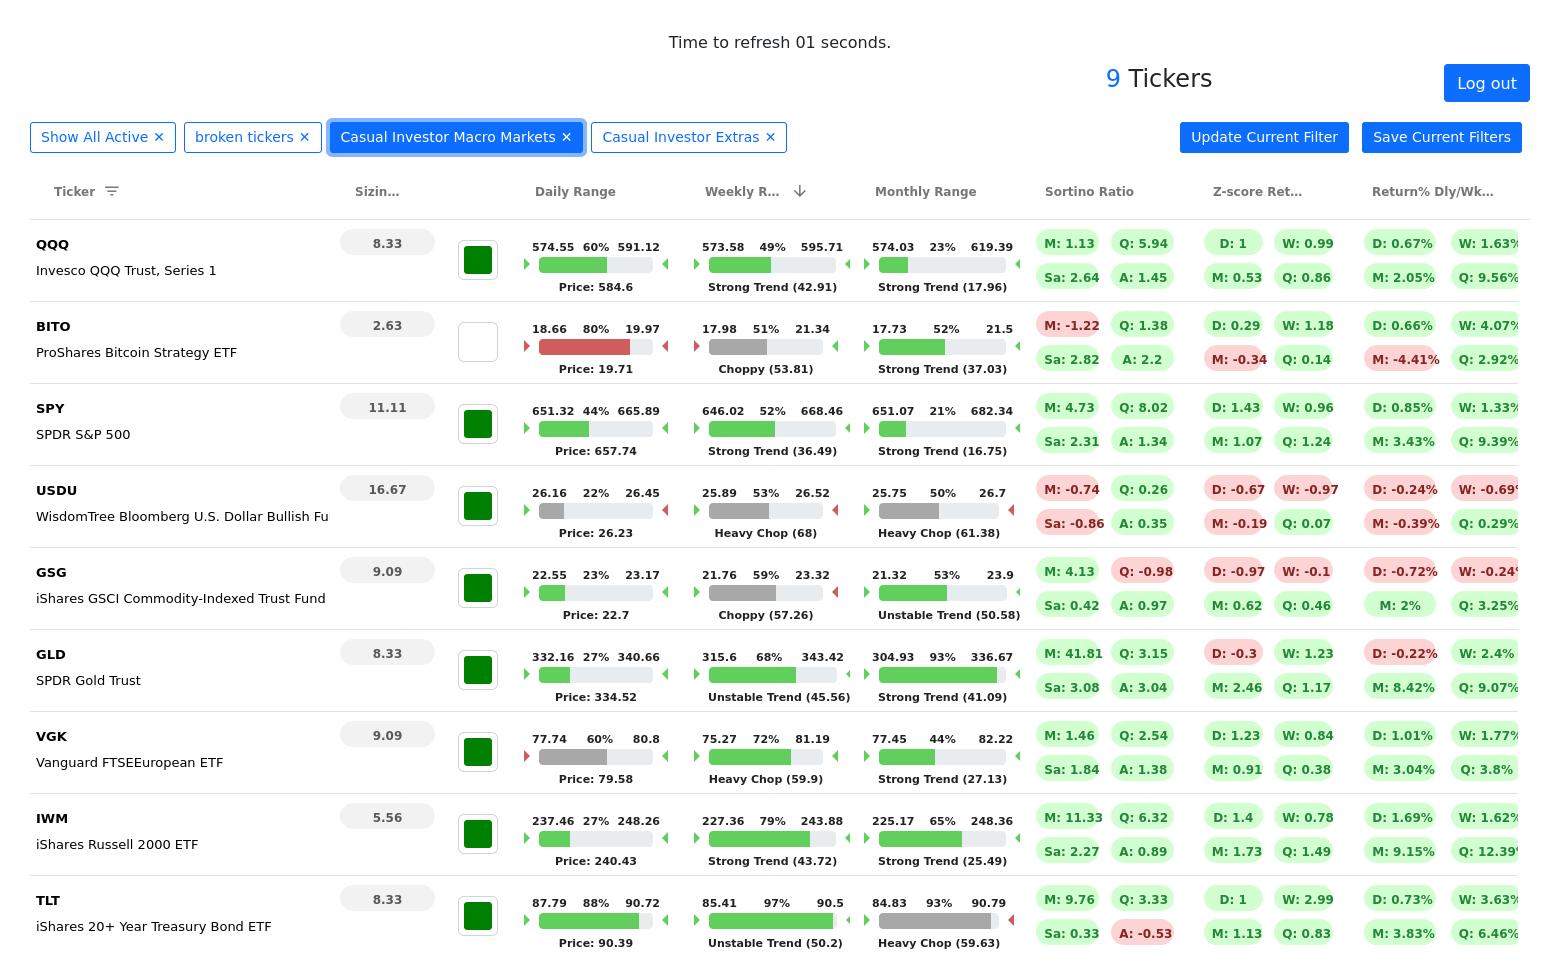 Time to refresh 01 seconds.
9 Tickers
Log out
Show All Active ✕ broken tickers ✕ Casual Investor Macro Markets ✕ Casual Investor Extras ✕ Update Current Filter Save Current Filters
Ticker Sizin... Daily Range Weekly R... Monthly Range Sortino Ratio Z-score Ret... Return% Dly/Wk...
QQQ 8.33 574.55 60% 591.12 573.58 49% 595.71 574.03 23% 619.39 M: 1.13 Q: 5.94 D: 1 W: 0.99 D: 0.67% W: 1.63%
Invesco QQQ Trust, Series 1 Price: 584.6 Strong Trend (42.91) Strong Trend (17.96) Sa: 2.64 A: 1.45 M: 0.53 Q: 0.86 M: 2.05% Q: 9.56%
BITO 2.63 18.66 80% 19.97 17.98 51% 21.34 17.73 52% 21.5 M: -1.22 Q: 1.38 D: 0.29 W: 1.18 D: 0.66% W: 4.07%
ProShares Bitcoin Strategy ETF Price: 19.71 Choppy (53.81) Strong Trend (37.03) Sa: 2.82 A: 2.2 M: -0.34 Q: 0.14 M: -4.41% Q: 2.92%
SPY 11.11 651.32 44% 665.89 646.02 52% 668.46 651.07 21% 682.34 M: 4.73 Q: 8.02 D: 1.43 W: 0.96 D: 0.85% W: 1.33%
SPDR S&P 500 Price: 657.74 Strong Trend (36.49) Strong Trend (16.75) Sa: 2.31 A: 1.34 M: 1.07 Q: 1.24 M: 3.43% Q: 9.39%
USDU 16.67 26.16 22% 26.45 25.89 53% 26.52 25.75 50% 26.7 M: -0.74 Q: 0.26 D: -0.67 W: -0.97 D: -0.24% W: -0.69%
WisdomTree Bloomberg U.S. Dollar Bullish Fu Price: 26.23 Heavy Chop (68) Heavy Chop (61.38) Sa: -0.86 A: 0.35 M: -0.19 Q: 0.07 M: -0.39% Q: 0.29%
GSG 9.09 22.55 23% 23.17 21.76 59% 23.32 21.32 53% 23.9 M: 4.13 Q: -0.98 D: -0.97 W: -0.1 D: -0.72% W: -0.24%
iShares GSCI Commodity-Indexed Trust Fund Price: 22.7 Choppy (57.26) Unstable Trend (50.58) Sa: 0.42 A: 0.97 M: 0.62 Q: 0.46 M: 2% Q: 3.25%
GLD 8.33 332.16 27% 340.66 315.6 68% 343.42 304.93 93% 336.67 M: 41.81 Q: 3.15 D: -0.3 W: 1.23 D: -0.22% W: 2.4%
SPDR Gold Trust Price: 334.52 Unstable Trend (45.56) Strong Trend (41.09) Sa: 3.08 A: 3.04 M: 2.46 Q: 1.17 M: 8.42% Q: 9.07%
VGK 9.09 77.74 60% 80.8 75.27 72% 81.19 77.45 44% 82.22 M: 1.46 Q: 2.54 D: 1.23 W: 0.84 D: 1.01% W: 1.77%
Vanguard FTSEEuropean ETF Price: 79.58 Heavy Chop (59.9) Strong Trend (27.13) Sa: 1.84 A: 1.38 M: 0.91 Q: 0.38 M: 3.04% Q: 3.8%
IWM 5.56 237.46 27% 248.26 227.36 79% 243.88 225.17 65% 248.36 M: 11.33 Q: 6.32 D: 1.4 W: 0.78 D: 1.69% W: 1.62%
iShares Russell 2000 ETF Price: 240.43 Strong Trend (43.72) Strong Trend (25.49) Sa: 2.27 A: 0.89 M: 1.73 Q: 1.49 M: 9.15% Q: 12.39%
TLT 8.33 87.79 88% 90.72 85.41 97% 90.5 84.83 93% 90.79 M: 9.76 Q: 3.33 D: 1 W: 2.99 D: 0.73% W: 3.63%
iShares 20+ Year Treasury Bond ETF Price: 90.39 Unstable Trend (50.2) Heavy Chop (59.63) Sa: 0.33 A: -0.53 M: 1.13 Q: 0.83 M: 3.83% Q: 6.46%